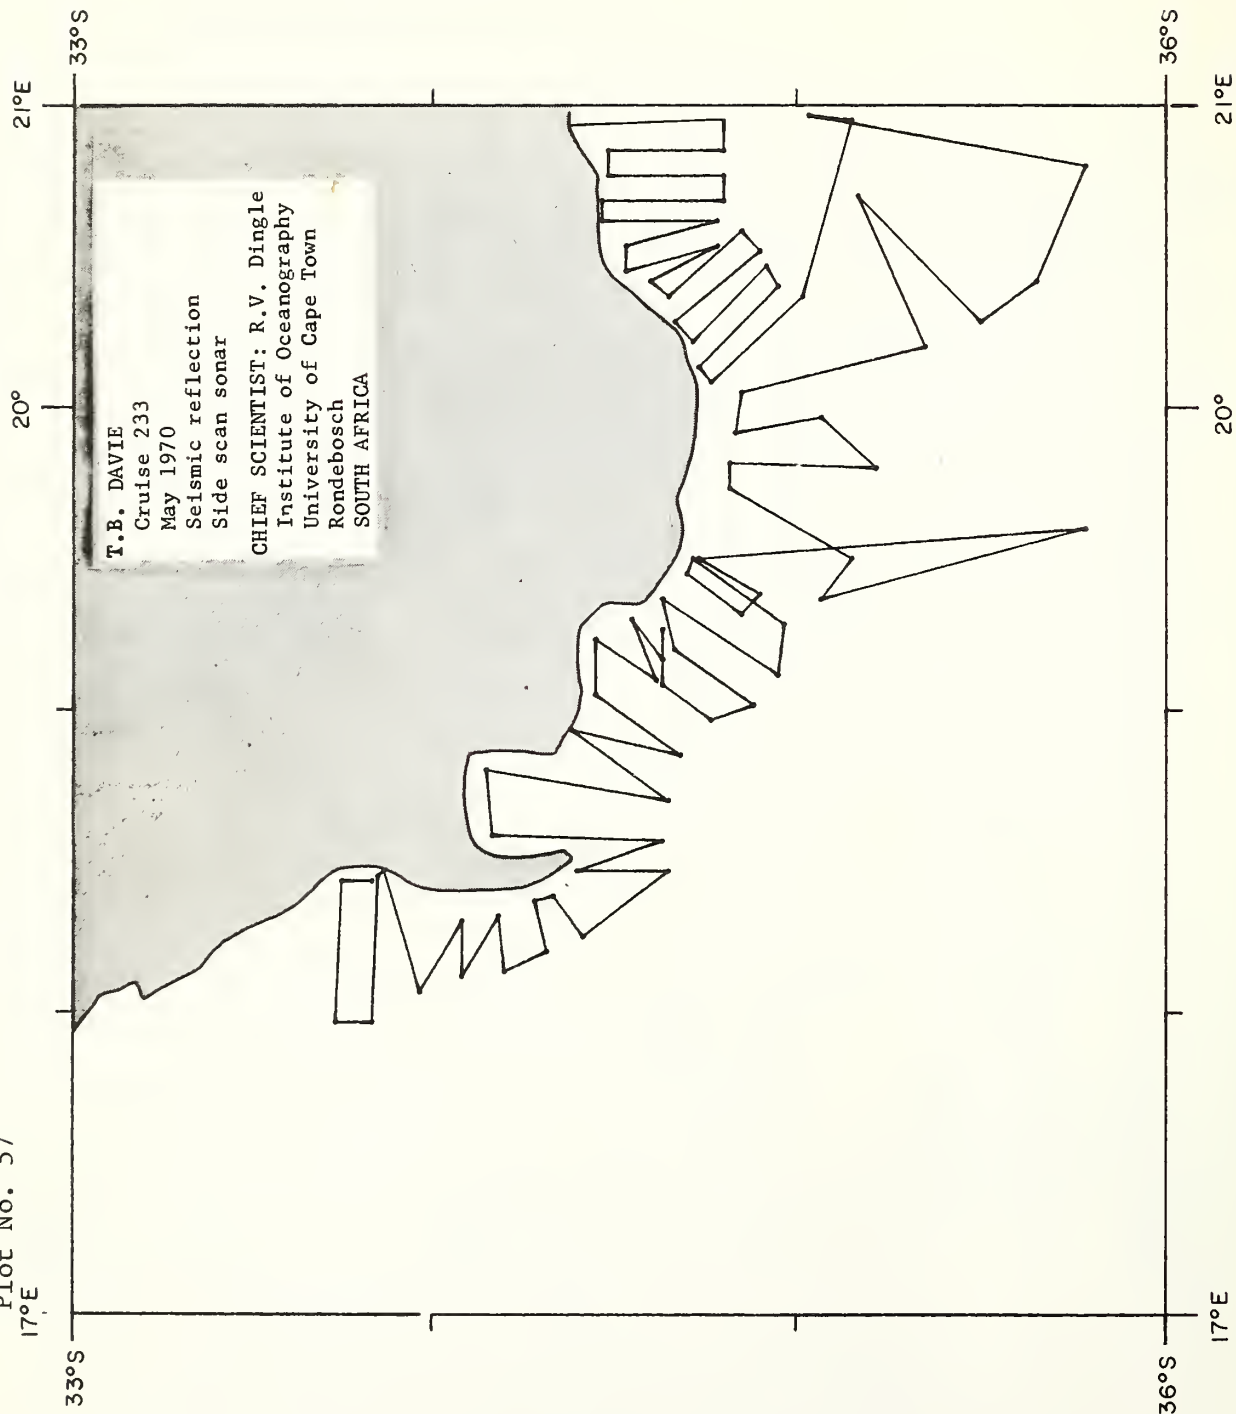 Plot No. 57
17°E
20°
21°E
33°S
33°S
T.B. DAVIE
Cruise 233
May 1970
Seismic reflection
Side scan sonar
CHIEF SCIENTIST: R.V. Dingle
Institute of Oceanography
University of Cape Town
Rondebosch
SOUTH AFRICA
36°S
36°S
17°E
20°
21°E